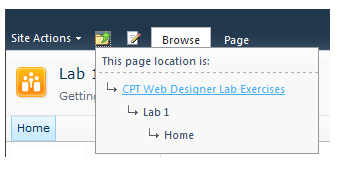 Site Actions Browse Page
This page location is:
Lab 1
CPT Web Designer Lab Exercises
Getting
Lab 1
Home
Home